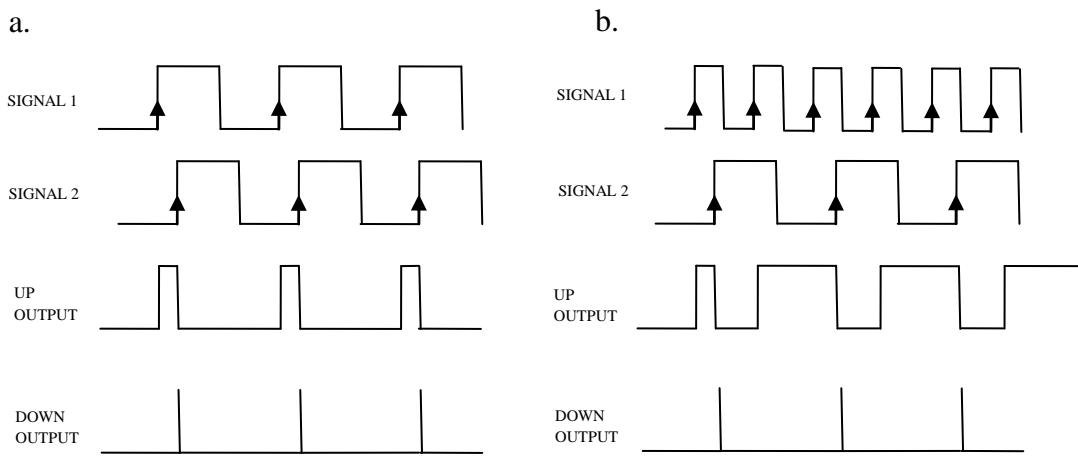 a.
SIGNAL 1
SIGNAL 2
UP
OUTPUT
DOWN
OUTPUT
b.
SIGNAL 1
SIGNAL 2
UP
OUTPUT
DOWN
OUTPUT